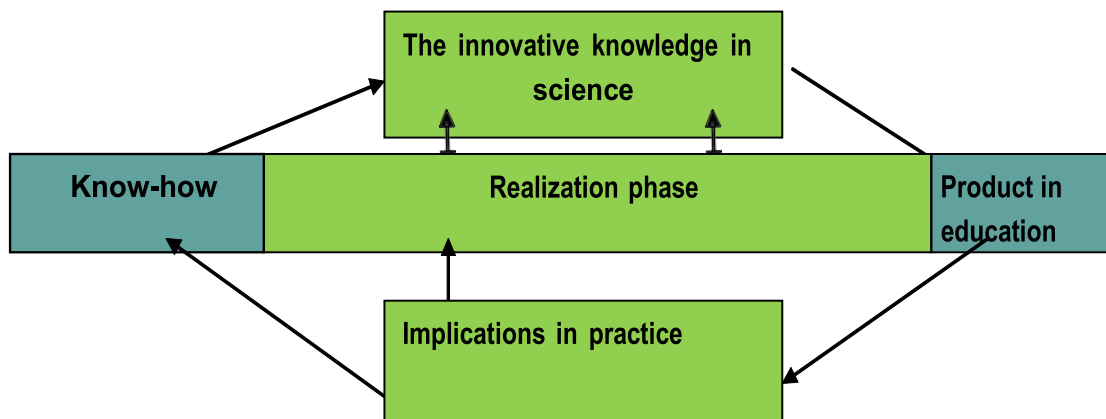 The innovative knowledge in
science
Know-how
Realization phase
Product in
education
Implications in practice